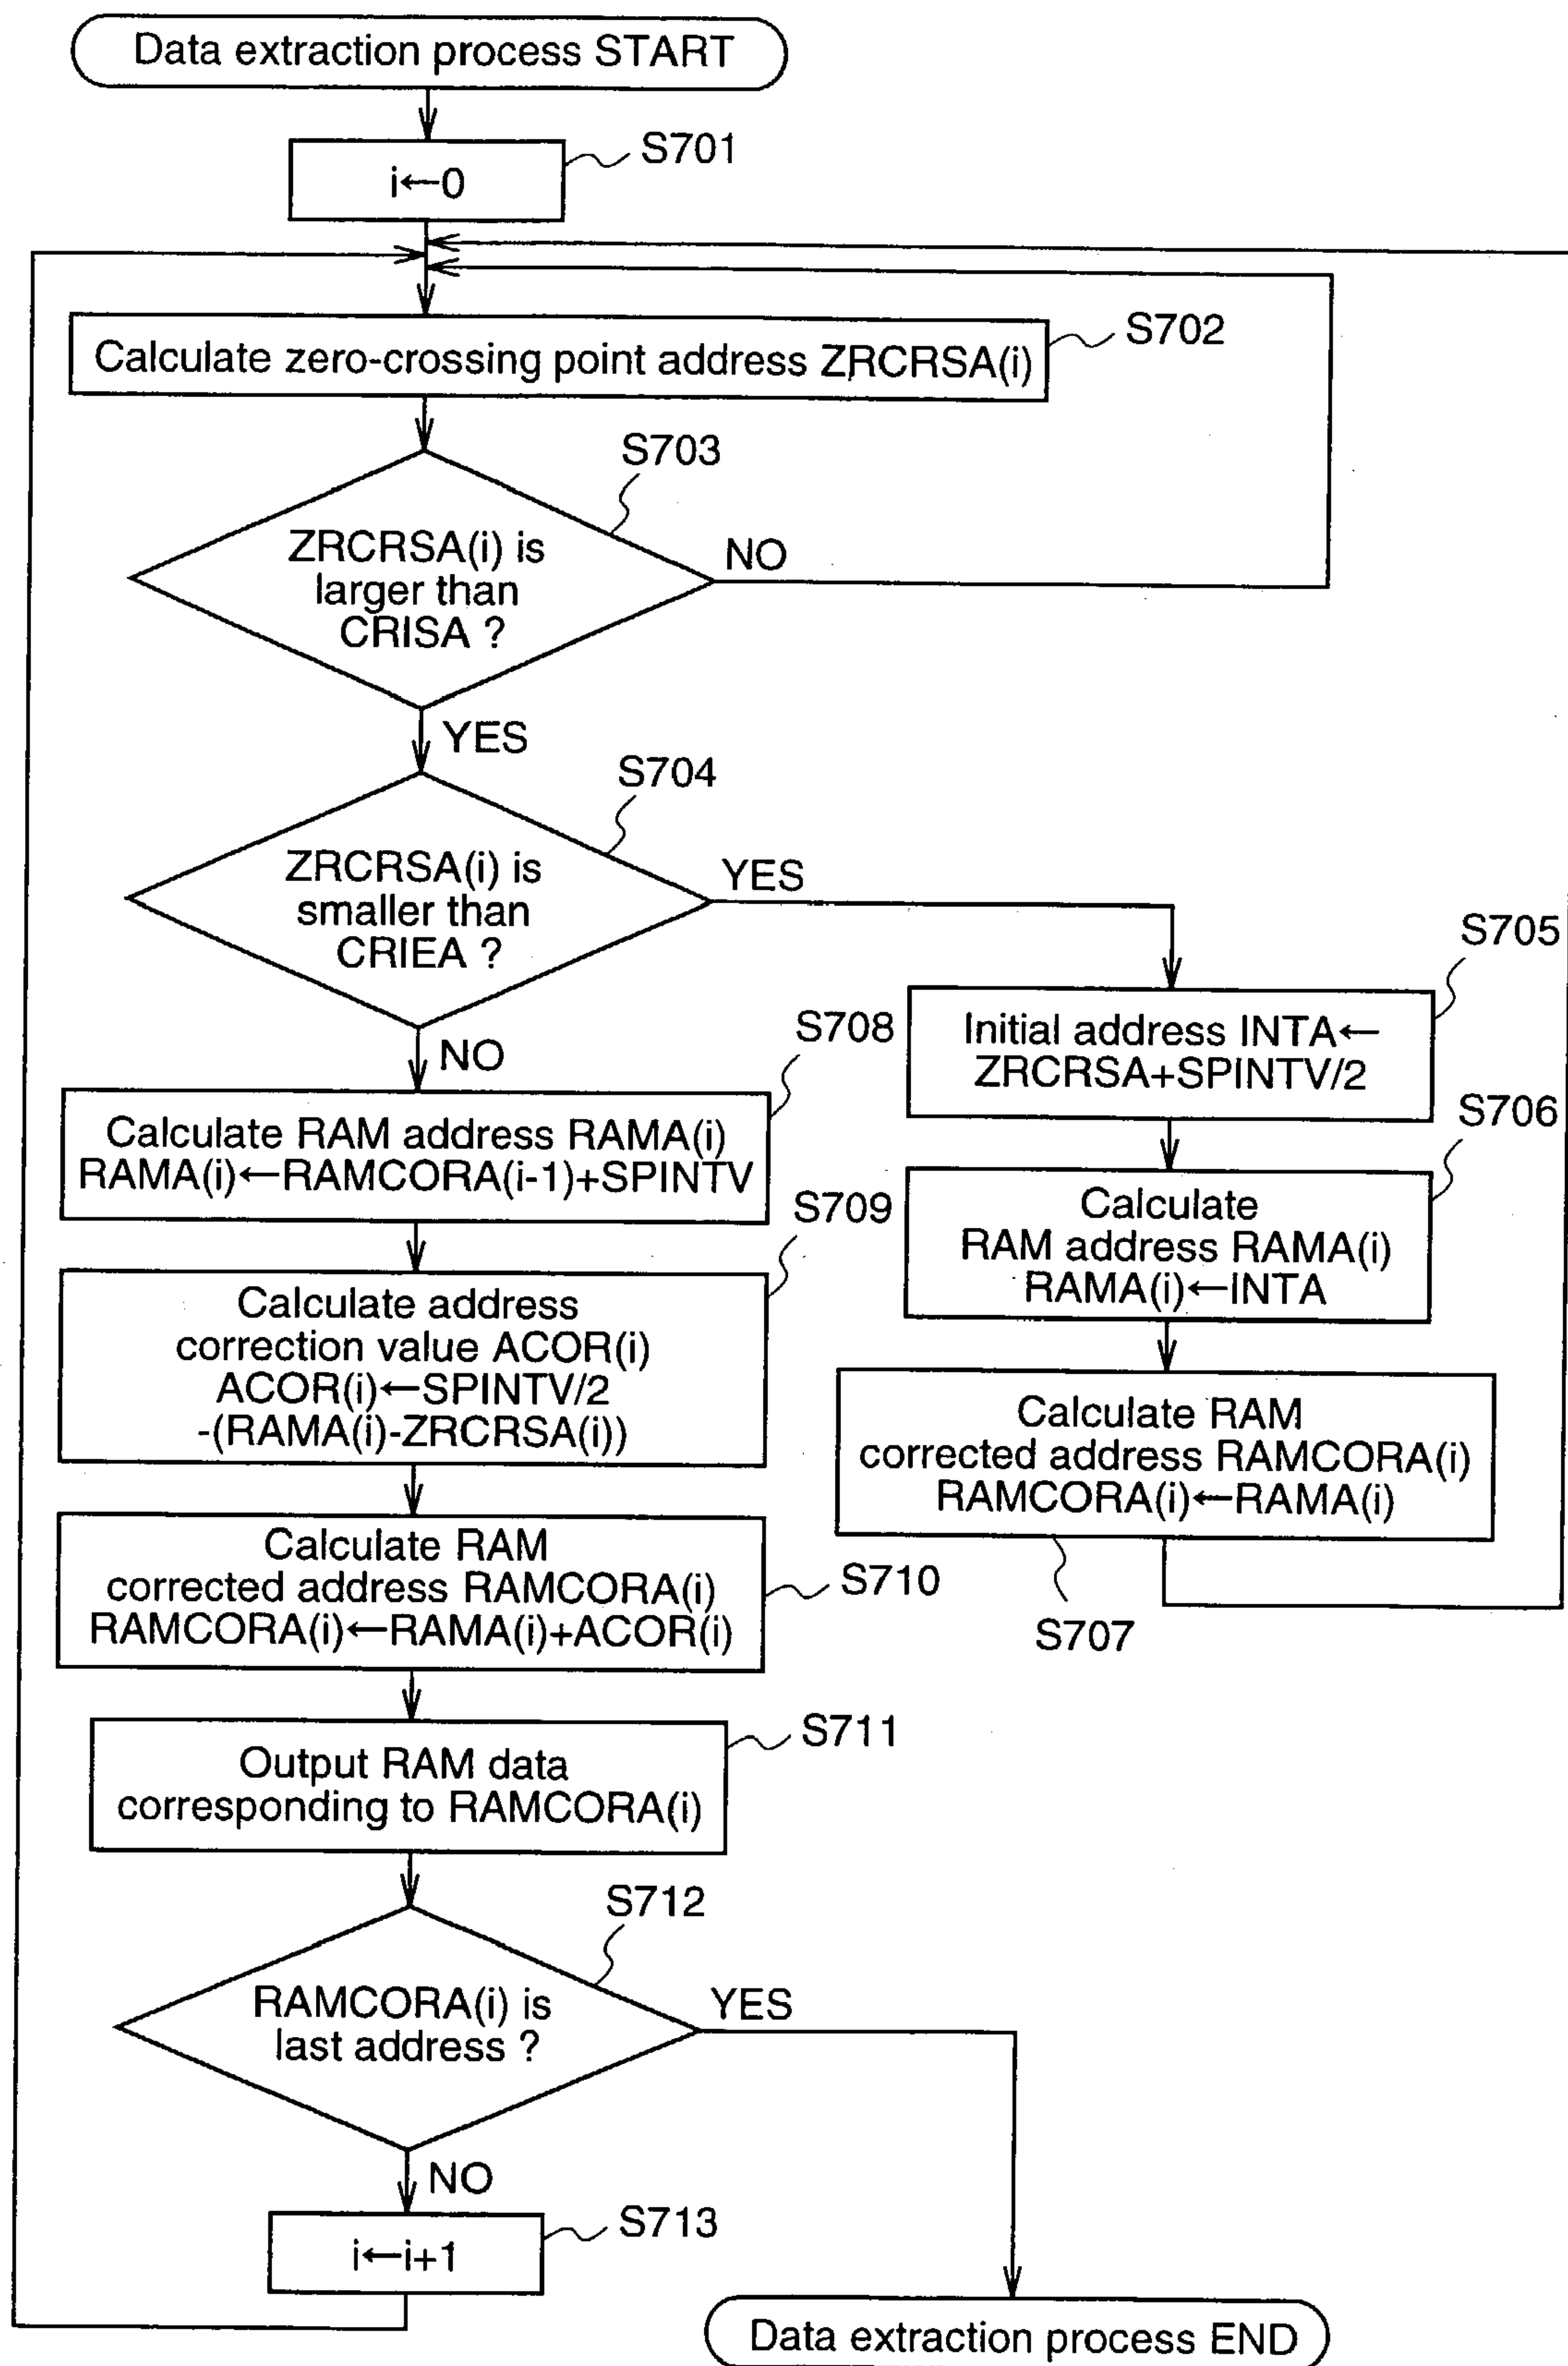 Data extraction process START
S701
i←0
S702
Calculate zero-crossing point address ZRCRSA(i)
S703
ZRCRSA(i) is
larger than
CRISA ?
NO
YES
S704
ZRCRSA(i) is
smaller than
CRIEA ?
YES
NO
S705
Initial address INTA←
ZRCRSA+SPINTV/2
S706
Calculate
RAM address RAMA(i)
RAMA(i)←INTA
Calculate RAM
corrected address RAMCORA(i)
RAMCORA(i)←RAMA(i)
S707
S708
Calculate RAM address RAMA(i)
RAMA(i)←RAMCORA(i-1)+SPINTV
S709
Calculate address
correction value ACOR(i)
ACOR(i)←SPINTV/2
-(RAMA(i)-ZRCRSA(i))
Calculate RAM
corrected address RAMCORA(i)
RAMCORA(i)←RAMA(i)+ACOR(i)
S710
S711
Output RAM data
corresponding to RAMCORA(i)
S712
RAMCORA(i) is
last address ?
YES
NO
S713
i←i+1
Data extraction process END